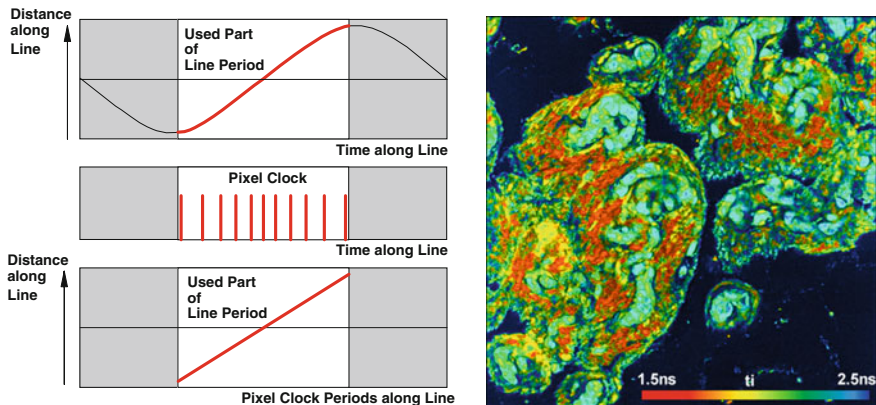 Distance
along
Line
Used Part
of
Line Period
Time along Line
Pixel Clock
Time along Line
Distance
along
Line
Used Part
of
Line Period
Pixel Clock Periods along Line
1.5ns ti 2.5ns